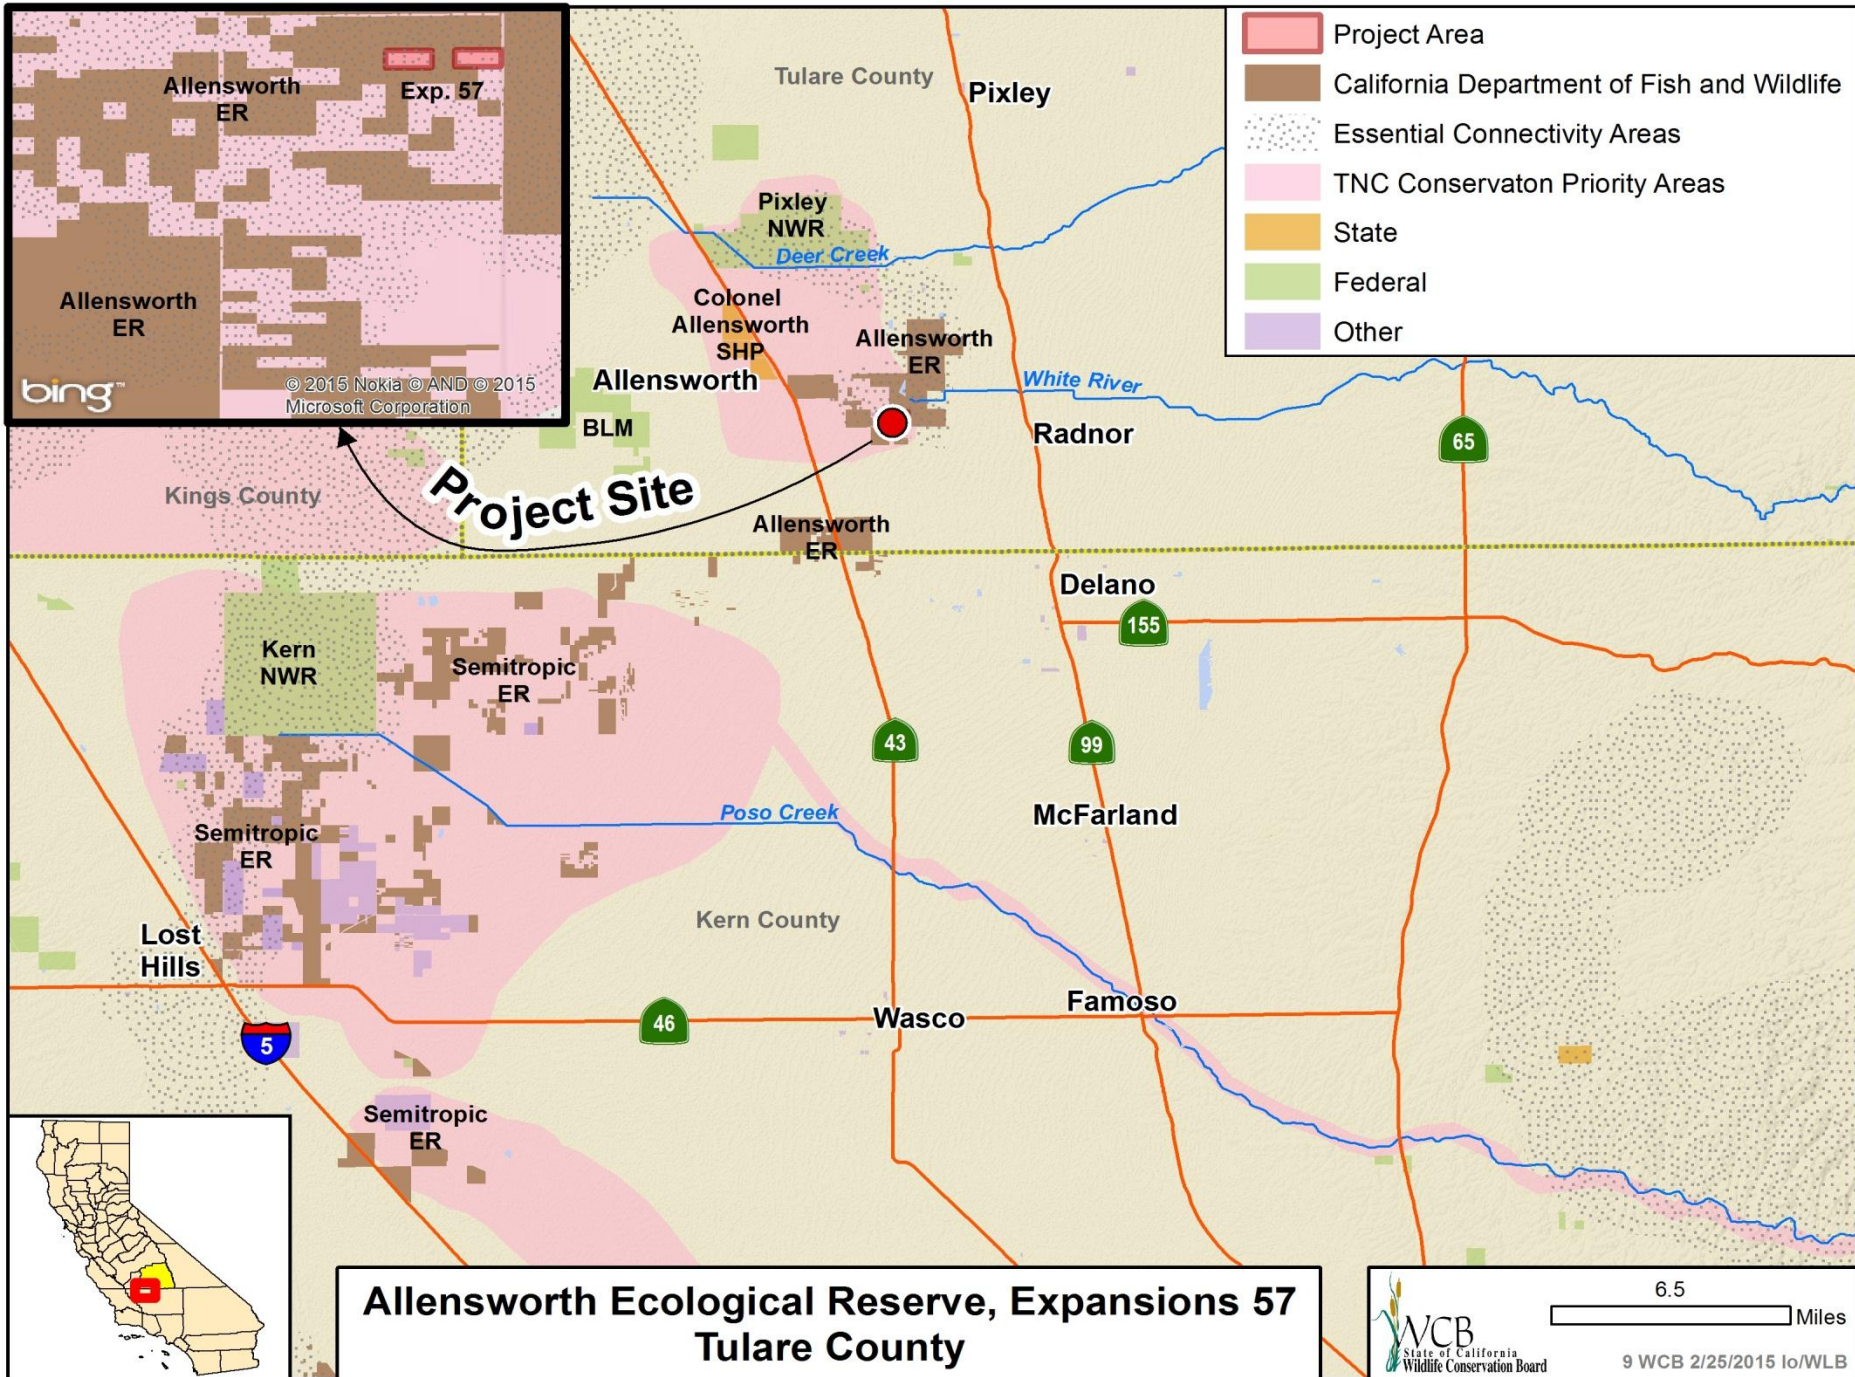 Allensworth
ER
Exp. 57
Allensworth
ER
bing™
© 2015 Nokia © AND © 2015
Microsoft Corporation
Project Area
California Department of Fish and Wildlife
Essential Connectivity Areas
TNC Conservaton Priority Areas
State
Federal
Other
Tulare County
Pixley
Pixley
NWR
Deer Creek
Colonel
Allensworth
SHP
Allensworth
ER
Allensworth
White River
BLM
Radnor
65
Kings County
Project Site
Allensworth
ER
Delano
155
Kern
NWR
Semitropic
ER
43
99
Poso Creek
McFarland
Semitropic
ER
Kern County
Lost
Hills
Famoso
46
Wasco
5
Semitropic
ER
Allensworth Ecological Reserve, Expansions 57
Tulare County
6.5
Miles
WCB
State of California
Wildlife Conservation Board
9 WCB 2/25/2015 lo/WLB